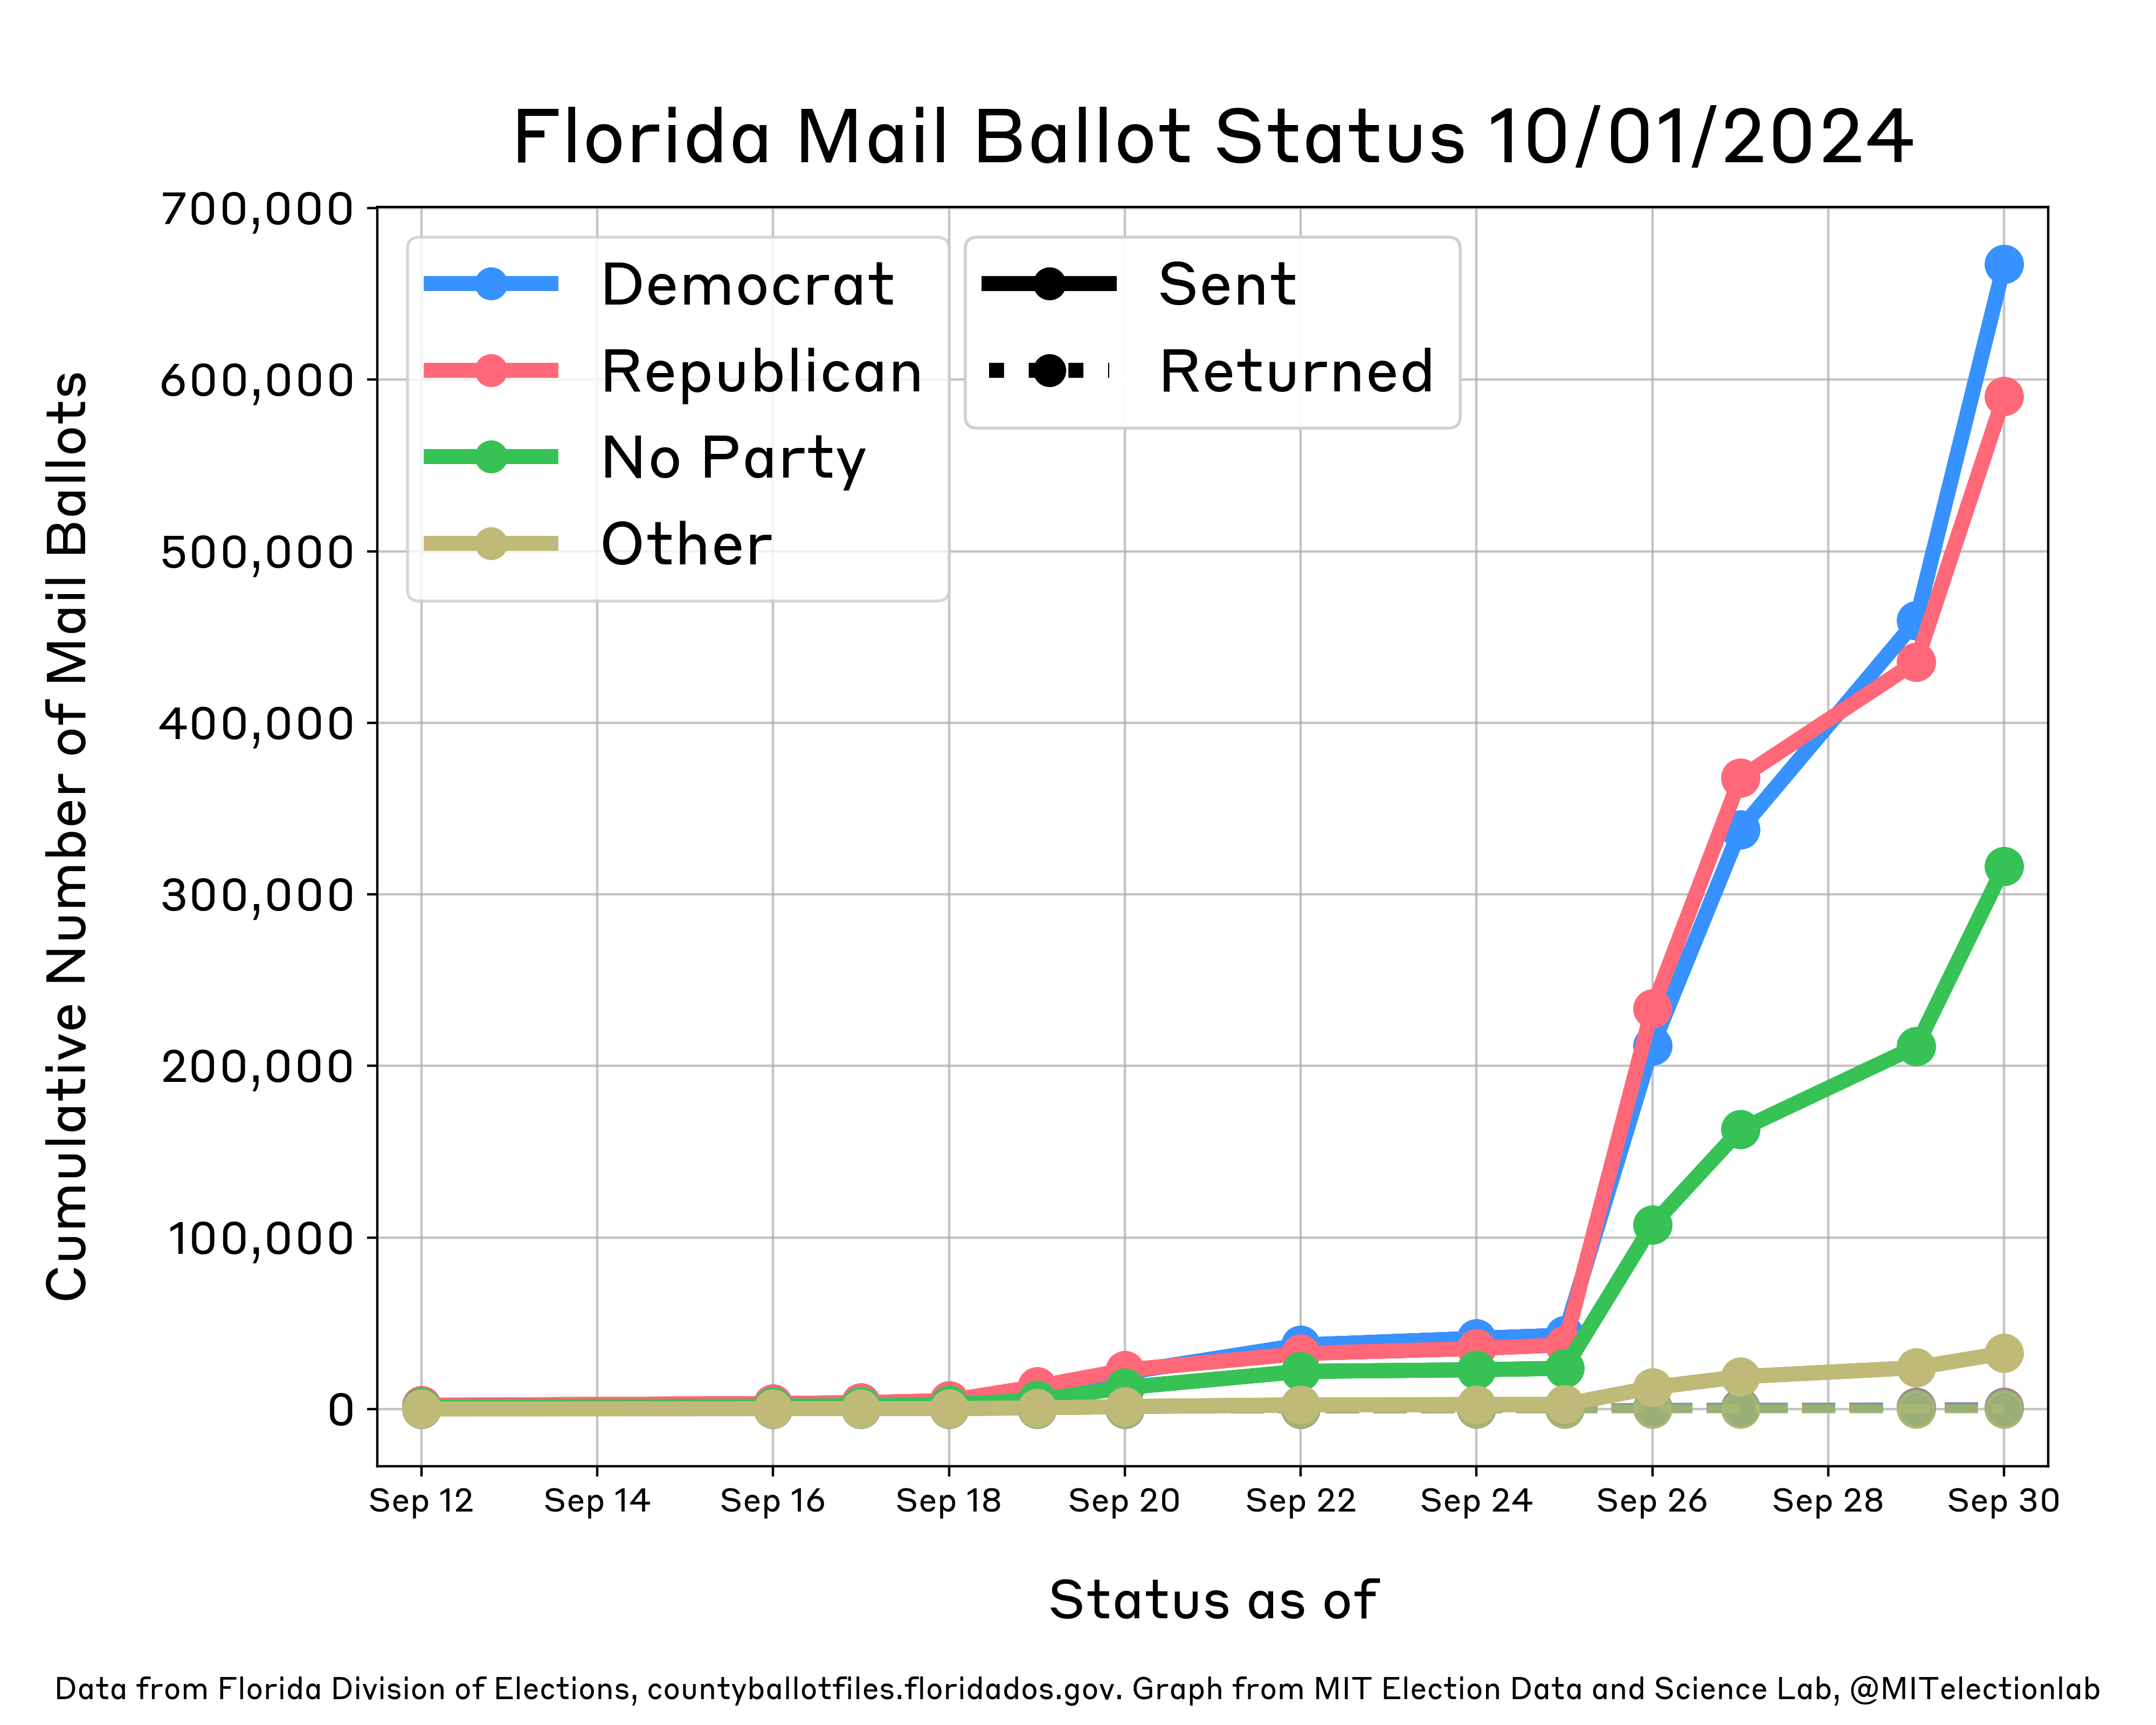 Florida Mail Ballot Status 10/01/2024
Cumulative Number of Mail Ballots
700,000
600,000
500,000
400,000
300,000
200,000
100,000
0
Democrat
Republican
No Party
Other
Sent
Returned
Sep 12 Sep 14 Sep 16 Sep 18 Sep 20 Sep 22 Sep 24 Sep 26 Sep 28 Sep 30
Status as of
Data from Florida Division of Elections, countyballotfiles.floridados.gov. Graph from MIT Election Data and Science Lab, @MITelectionlab